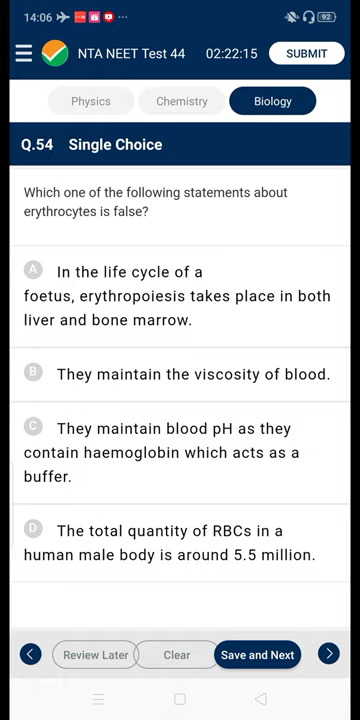 14:06 92
NTA NEET Test 44 02:22:15 SUBMIT
Physics Chemistry Biology
Q.54 Single Choice
Which one of the following statements about
erythrocytes is false?
A In the life cycle of a
foetus, erythropoiesis takes place in both
liver and bone marrow.
B They maintain the viscosity of blood.
C They maintain blood pH as they
contain haemoglobin which acts as a
buffer.
D The total quantity of RBCs in a
human male body is around 5.5 million.
Review Later Clear Save and Next